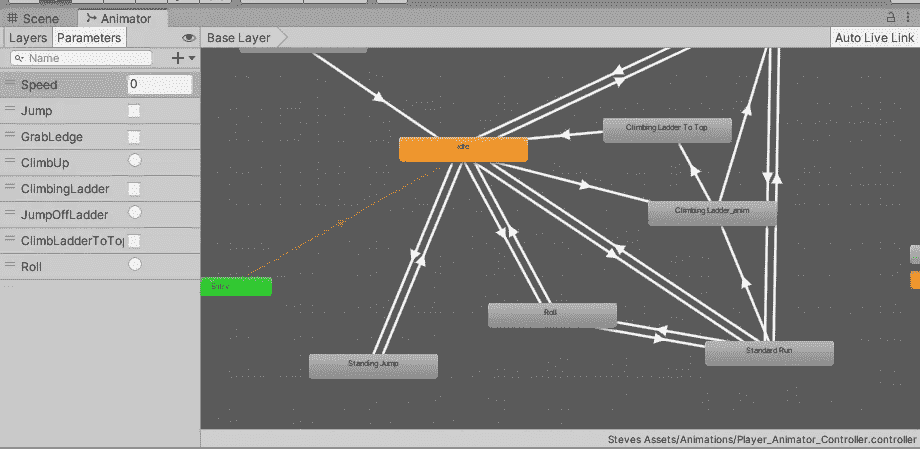 Scene
Animator
Layers Parameters
Base Layer
Auto Live Link
Name
Speed
0
Jump
GrabLedge
ClimbUp
ClimbingLadder
JumpOffLadder
ClimbLadderToTop
Roll
Idle
Climbing Ladder To Top
Climbing Ladder_anim
Entry
Roll
Standard Run
Standing Jump
Steves Assets/Animations/Player_Animator_Controller.controller